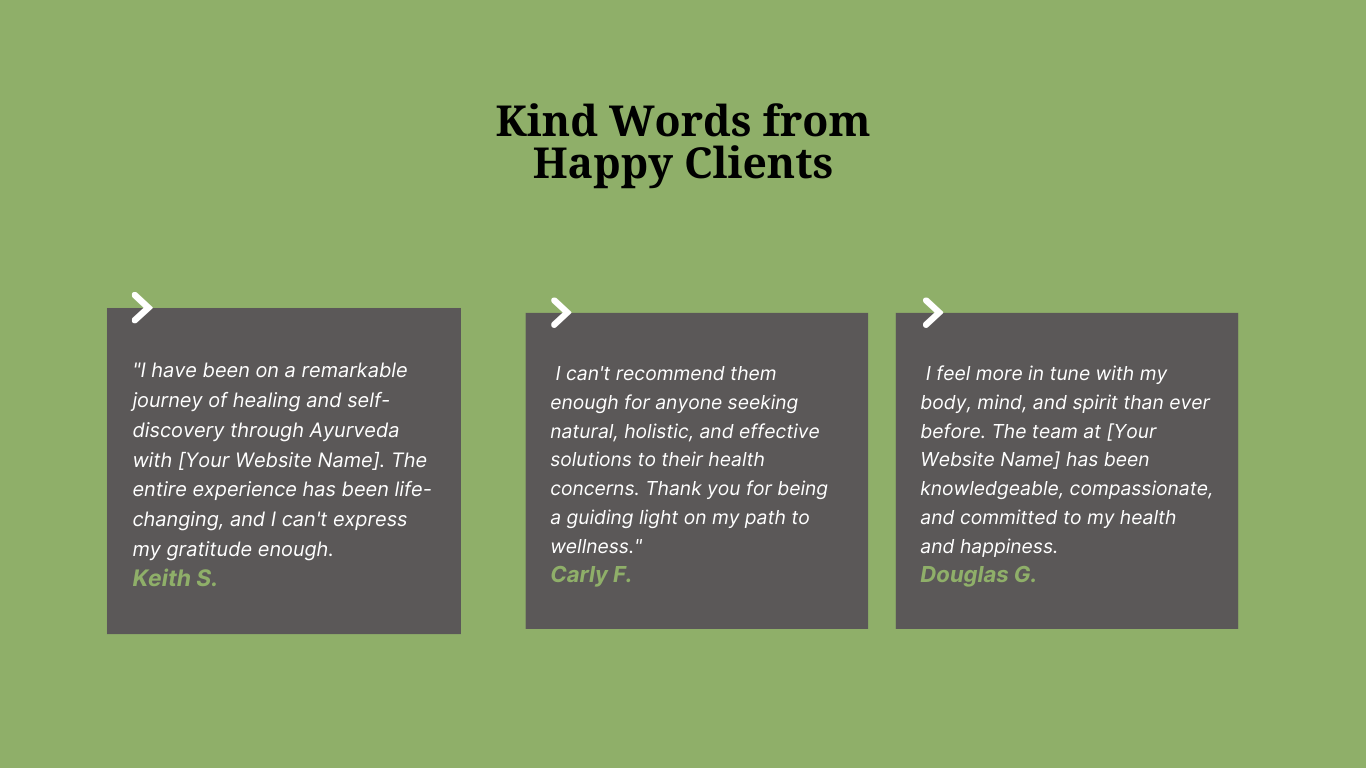 Kind Words from
Happy Clients
"I have been on a remarkable
journey of healing and self-
discovery through Ayurveda
with [Your Website Name]. The
entire experience has been life-
changing, and I can't express
my gratitude enough.
Keith S.
I can't recommend them
enough for anyone seeking
natural, holistic, and effective
solutions to their health
concerns. Thank you for being
a guiding light on my path to
wellness."
Carly F.
I feel more in tune with my
body, mind, and spirit than ever
before. The team at [Your
Website Name] has been
knowledgeable, compassionate,
and committed to my health
and happiness.
Douglas G.